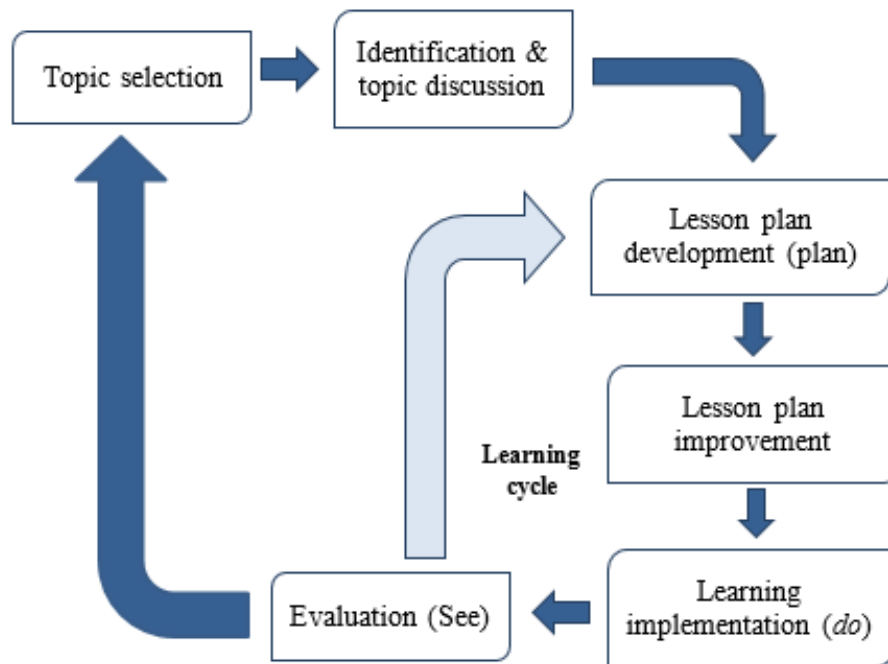 Topic selection
Identification &
topic discussion
Lesson plan
development (plan)
Lesson plan
improvement
Learning
cycle
Learning
implementation (do)
Evaluation (See)